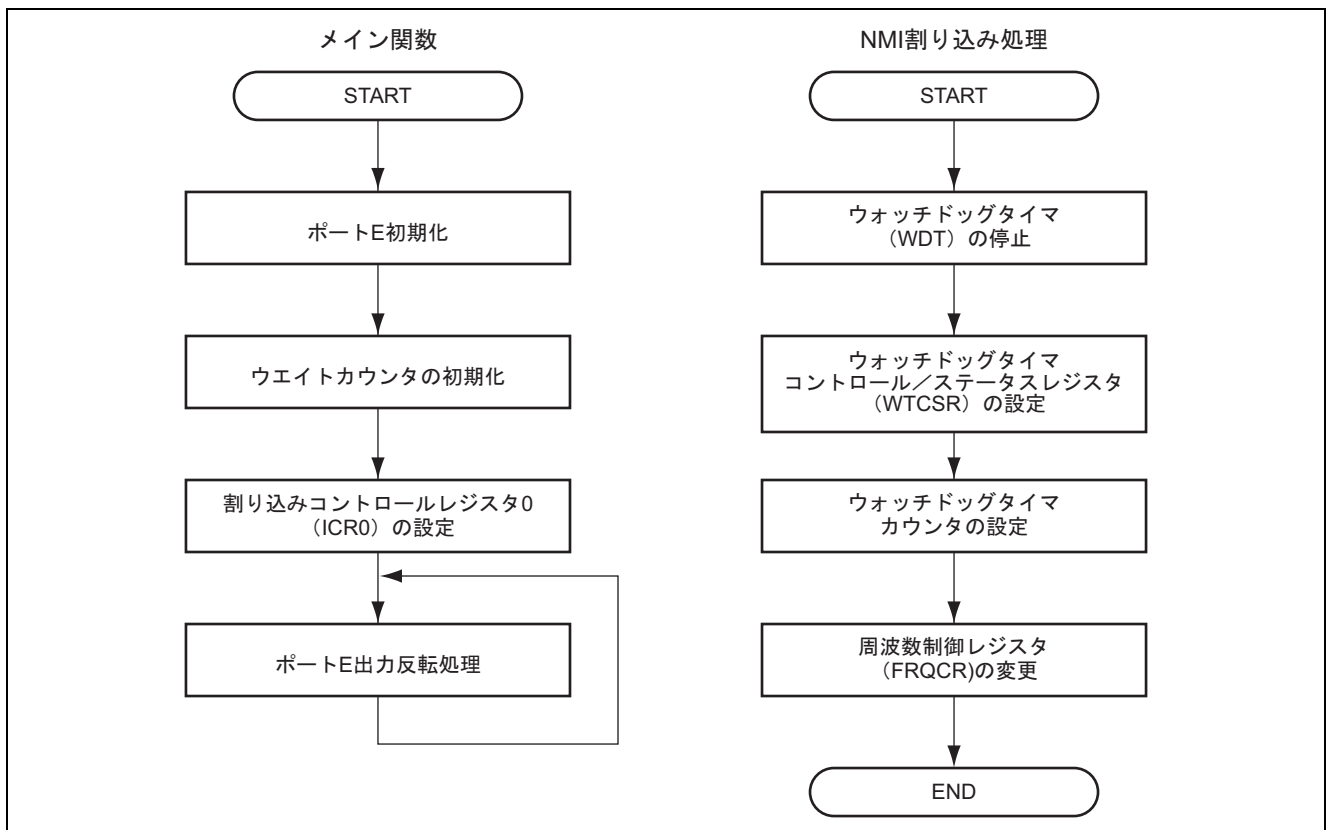 メイン関数
START
ポートE初期化
ウエイトカウンタの初期化
割り込みコントロールレジスタ0
（ICR0）の設定
ポートE出力反転処理
NMI割り込み処理
START
ウォッチドッグタイマ
（WDT）の停止
ウォッチドッグタイマ
コントロール／ステータスレジスタ
（WTCSR）の設定
ウォッチドッグタイマ
カウンタの設定
周波数制御レジスタ
（FRQCR)の変更
END